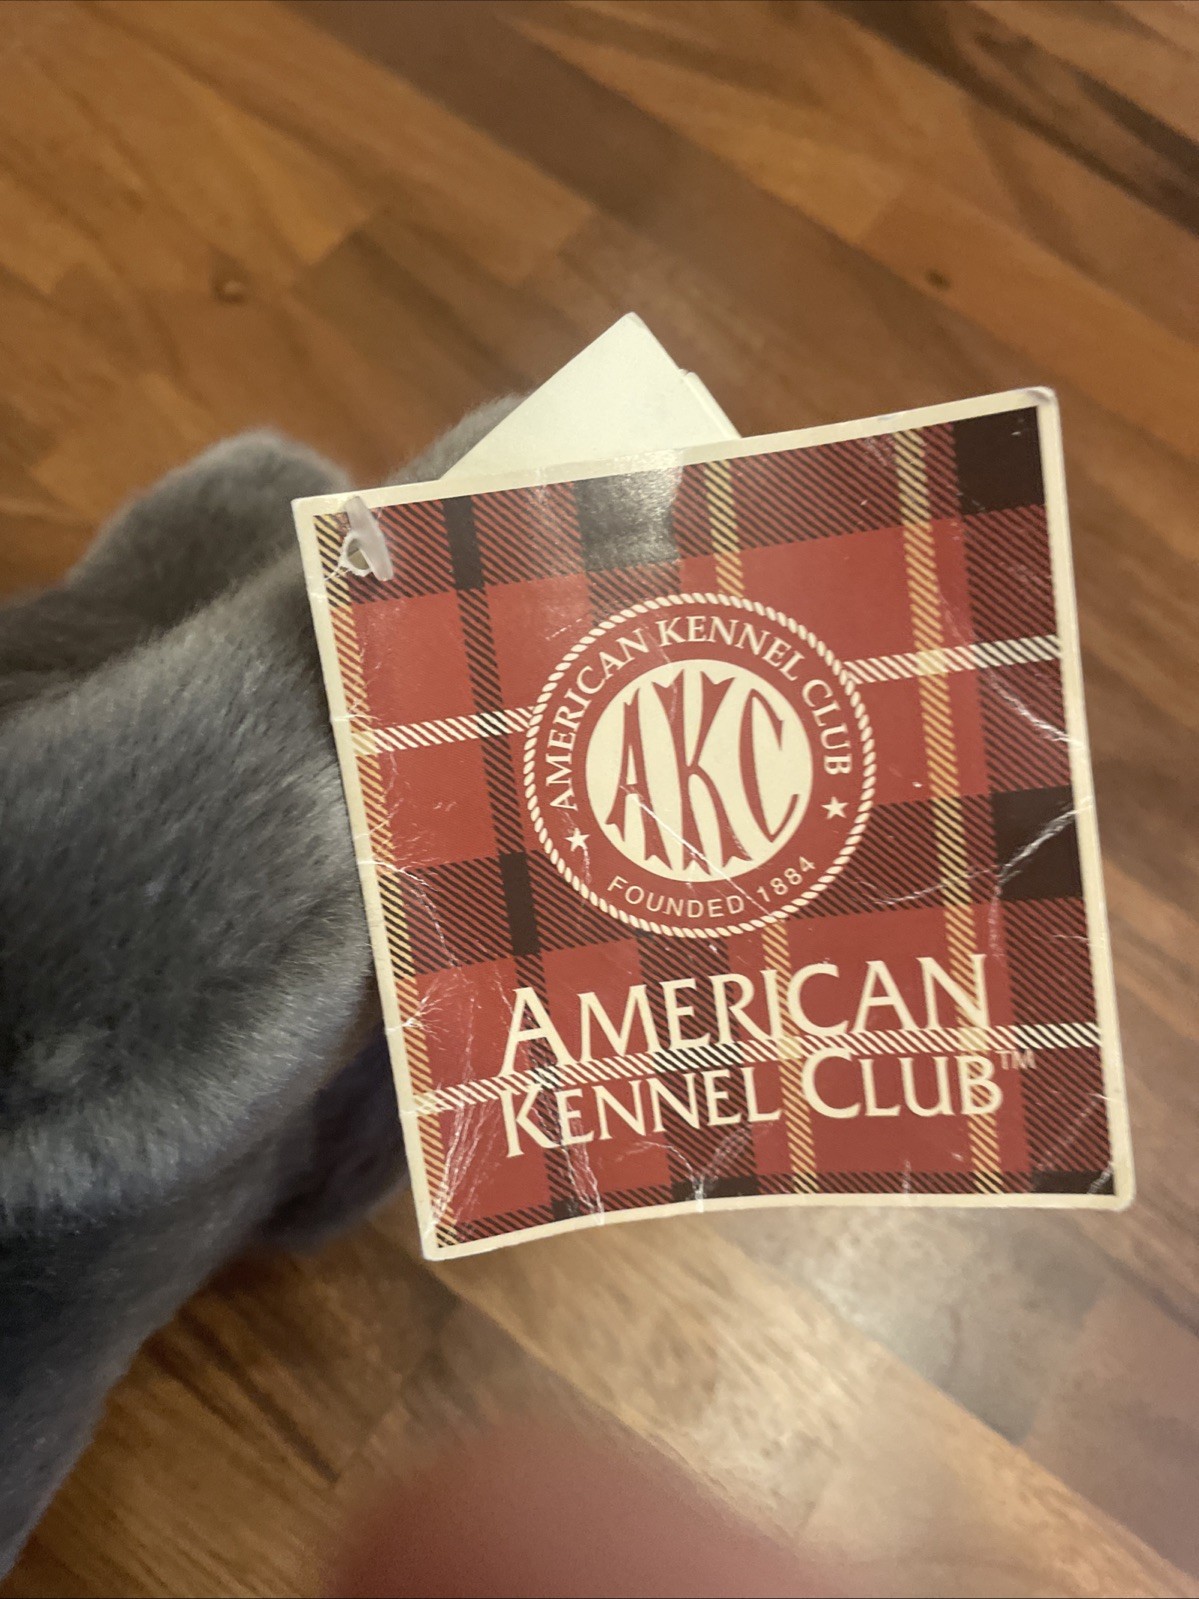 AMERICAN KENNEL CLUB
AKC
FOUNDED 1884
AMERICAN
KENNEL CLUB™